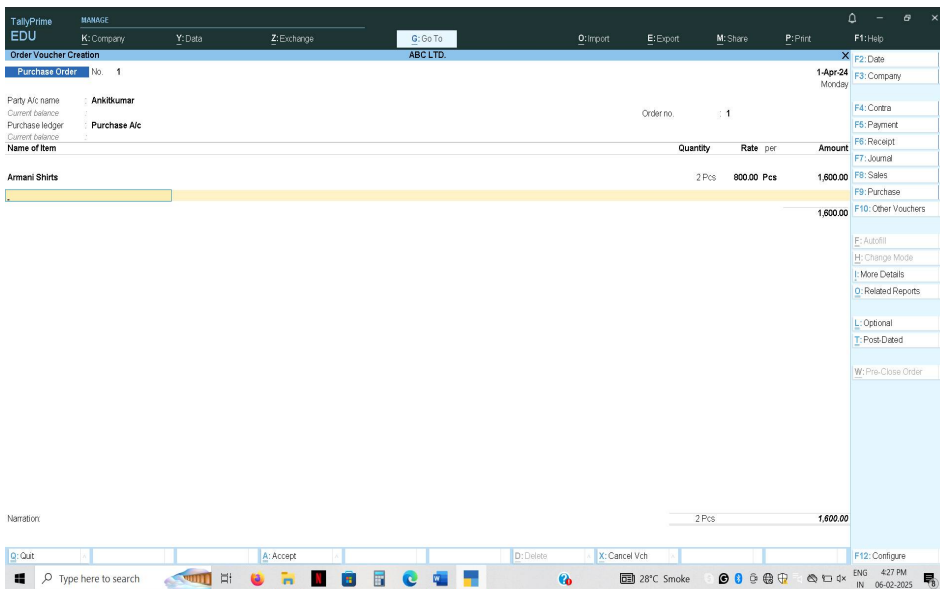 TallyPrime MANAGE
EDU K: Company Y: Data Z: Exchange G: Go To O: Import E: Export M: Share P: Print F1: Help
Order Voucher Creation ABC LTD. X
Purchase Order No. 1 1-Apr-24
Monday
Party A/c name : Ankitkumar
Current balance :
Order no. : 1
Purchase ledger : Purchase A/c
Current balance :
Name of Item Quantity Rate per Amount
Armani Shirts 2 Pcs 800.00 Pcs 1,600.00
1,600.00
Narration: 2 Pcs 1,600.00
F2: Date
F3: Company
F4: Contra
F5: Payment
F6: Receipt
F7: Journal
F8: Sales
F9: Purchase
F10: Other Vouchers
F: Autofill
H: Change Mode
I: More Details
O: Related Reports
L: Optional
T: Post-Dated
W: Pre-Close Order
Q: Quit A: Accept D: Delete X: Cancel Vch F12: Configure
Type here to search 28°C Smoke ENG 4:27 PM
IN 06-02-2025